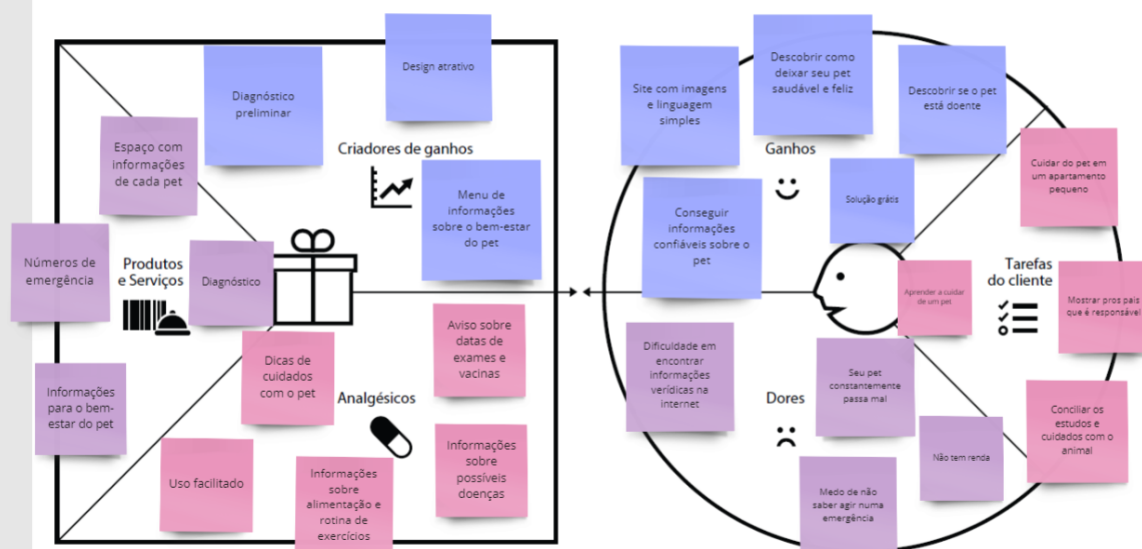 Design atrativo
Diagnóstico
preliminar
Espaço com
informações
de cada pet
Criadores de ganhos
Menu de
informações
sobre o bem-estar
do pet
Números de
emergência
Produtos
e Serviços
Diagnóstico
Informações
para o bem-
estar do pet
Dicas de
cuidados
com o pet
Aviso sobre
datas de
exames e
vacinas
Analgésicos
Uso facilitado
Informações
sobre
alimentação e
rotina de
exercícios
Informações
sobre
possíveis
doenças
Site com imagens
e linguagem
simples
Descobrir como
deixar seu pet
saudável e feliz
Descobrir se o pet
está doente
Ganhos
Conseguir
informações
confiáveis sobre o
pet
Solução grátis
Cuidar do pet em
um apartamento
pequeno
Aprender a cuidar
de um pet
Tarefas
do cliente
Mostrar pros pais
que é responsável
Dificuldade em
encontrar
informações
verídicas na
internet
Dores
Seu pet
constantemente
passa mal
Não tem renda
Medo de não
saber agir numa
emergência
Conciliar os
estudos e
cuidados com o
animal